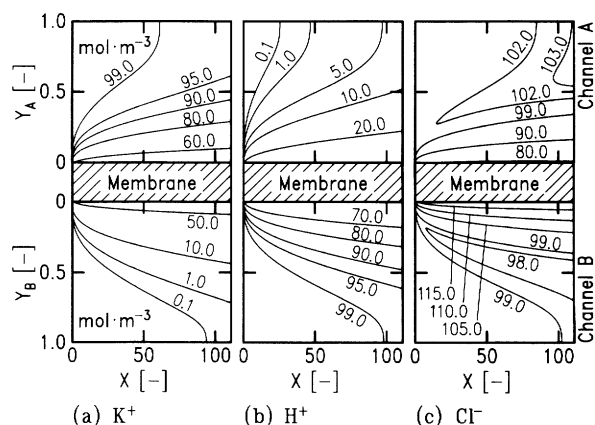 1.0
0.5
0
Y_A [-]
mol·m⁻³
99.0
95.0
90.0
80.0
60.0
0.1
1.0
5.0
10.0
20.0
102.0
103.0
102.0
99.0
90.0
80.0
Channel A
Membrane
Membrane
Membrane
0
0.5
1.0
Y_B [-]
50.0
10.0
1.0
0.1
mol·m⁻³
70.0
80.0
90.0
95.0
99.0
99.0
98.0
115.0
110.0
105.0
99.0
Channel B
0 50 100
0 50 100
0 50 100
X [-]
X [-]
X [-]
(a) K⁺
(b) H⁺
(c) Cl⁻